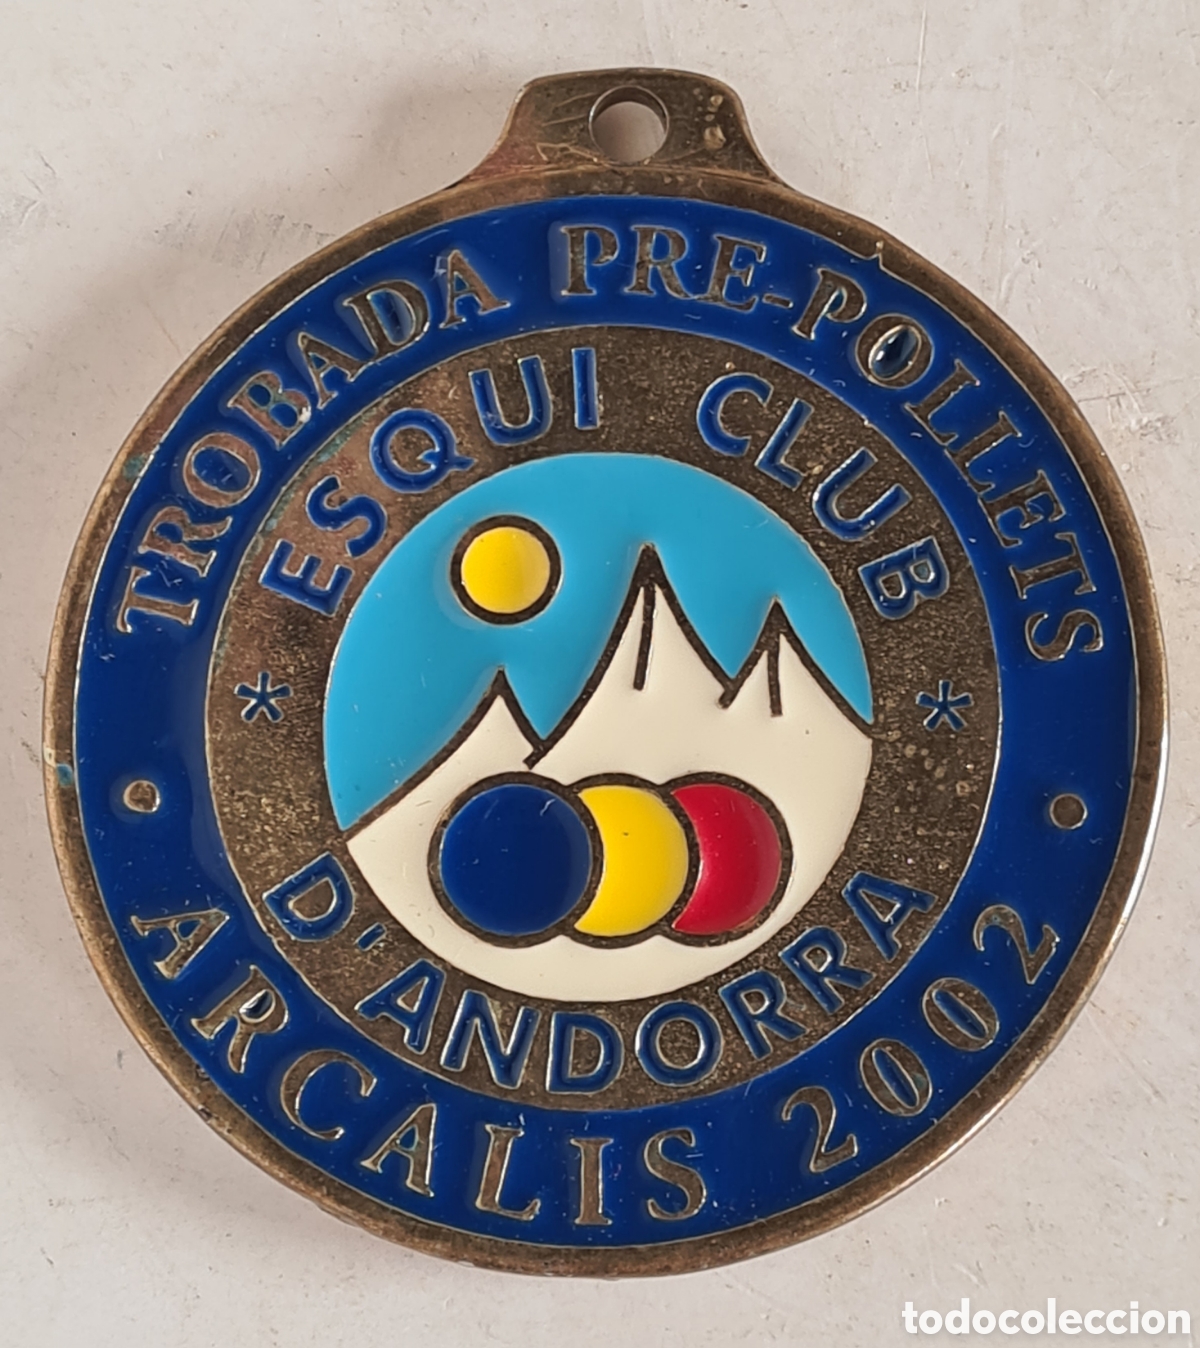 TROBADA PRE-POLLETS
ESQUI CLUB
* *
D'ANDORRA
ARCALIS 2002
todocoleccion